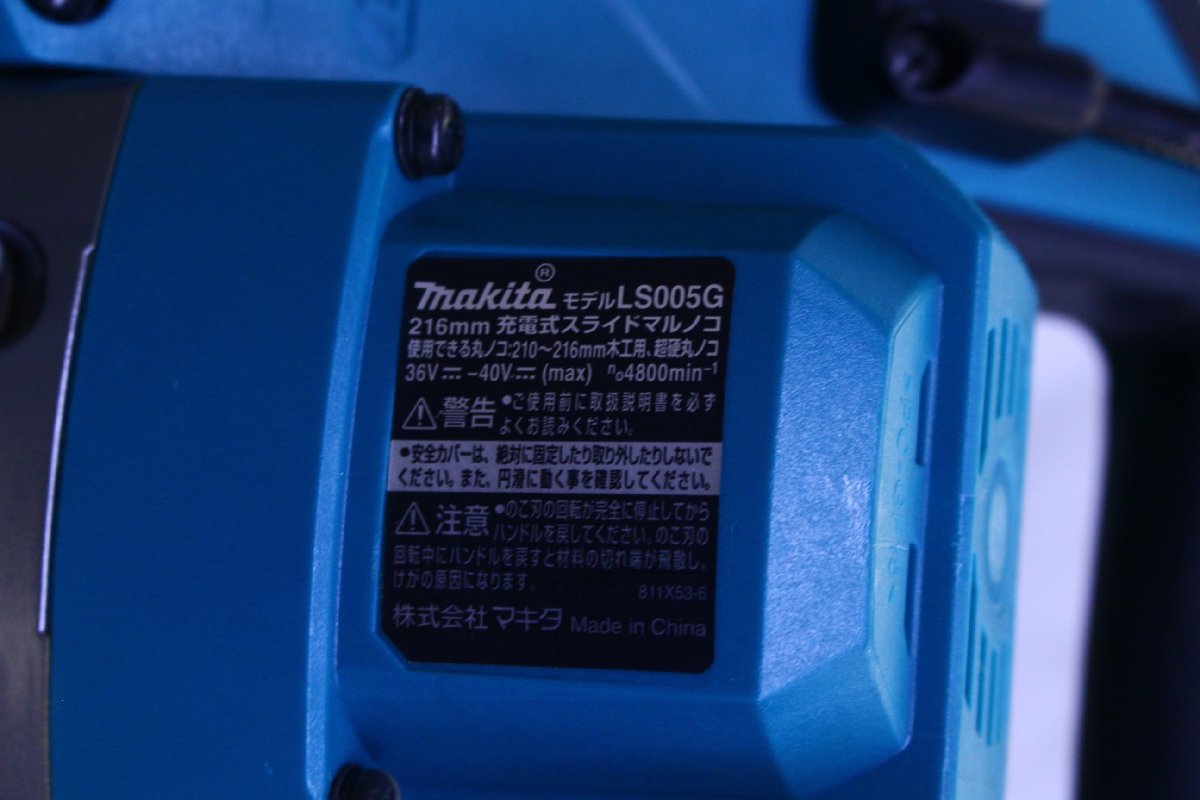 makita® モデルLS005G
216mm 充電式スライドマルノコ
使用できる丸ノコ:210～216mm木工用、超硬丸ノコ
36V⎓ -40V⎓ (max) n₀4800min⁻¹
⚠警告 •ご使用前に取扱説明書を必ず
よくお読みください。
•安全カバーは、絶対に固定したり取り外したりしないで
ください。また、円滑に動く事を確認してください。
⚠注意 •のこ刃の回転が完全に停止してから
ハンドルを戻してください。のこ刃の
回転中にハンドルを戻すと材料の切れ端が飛散し、
けがの原因になります。
811X53-6
株式会社マキタ Made in China